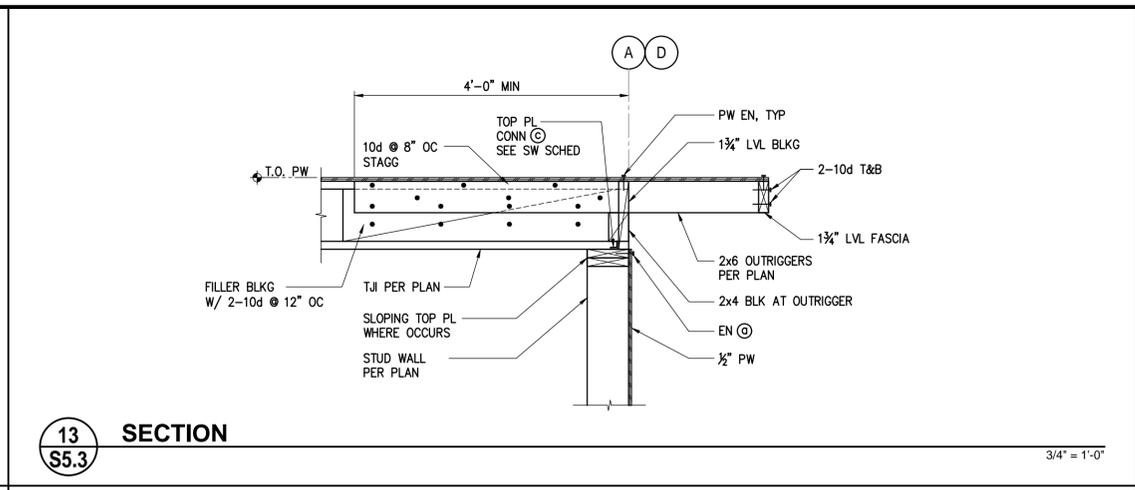 A D
4'-0" MIN
TOP PL
CONN ⓒ
SEE SW SCHED
10d @ 8" OC
STAGG
PW EN, TYP
1¾" LVL BLKG
2-10d T&B
T.O. PW
1¾" LVL FASCIA
2x6 OUTRIGGERS
PER PLAN
FILLER BLKG
W/ 2-10d @ 12" OC
TJI PER PLAN
2x4 BLK AT OUTRIGGER
SLOPING TOP PL
WHERE OCCURS
EN ⓐ
STUD WALL
PER PLAN
½" PW
13
S5.3
SECTION
3/4" = 1'-0"